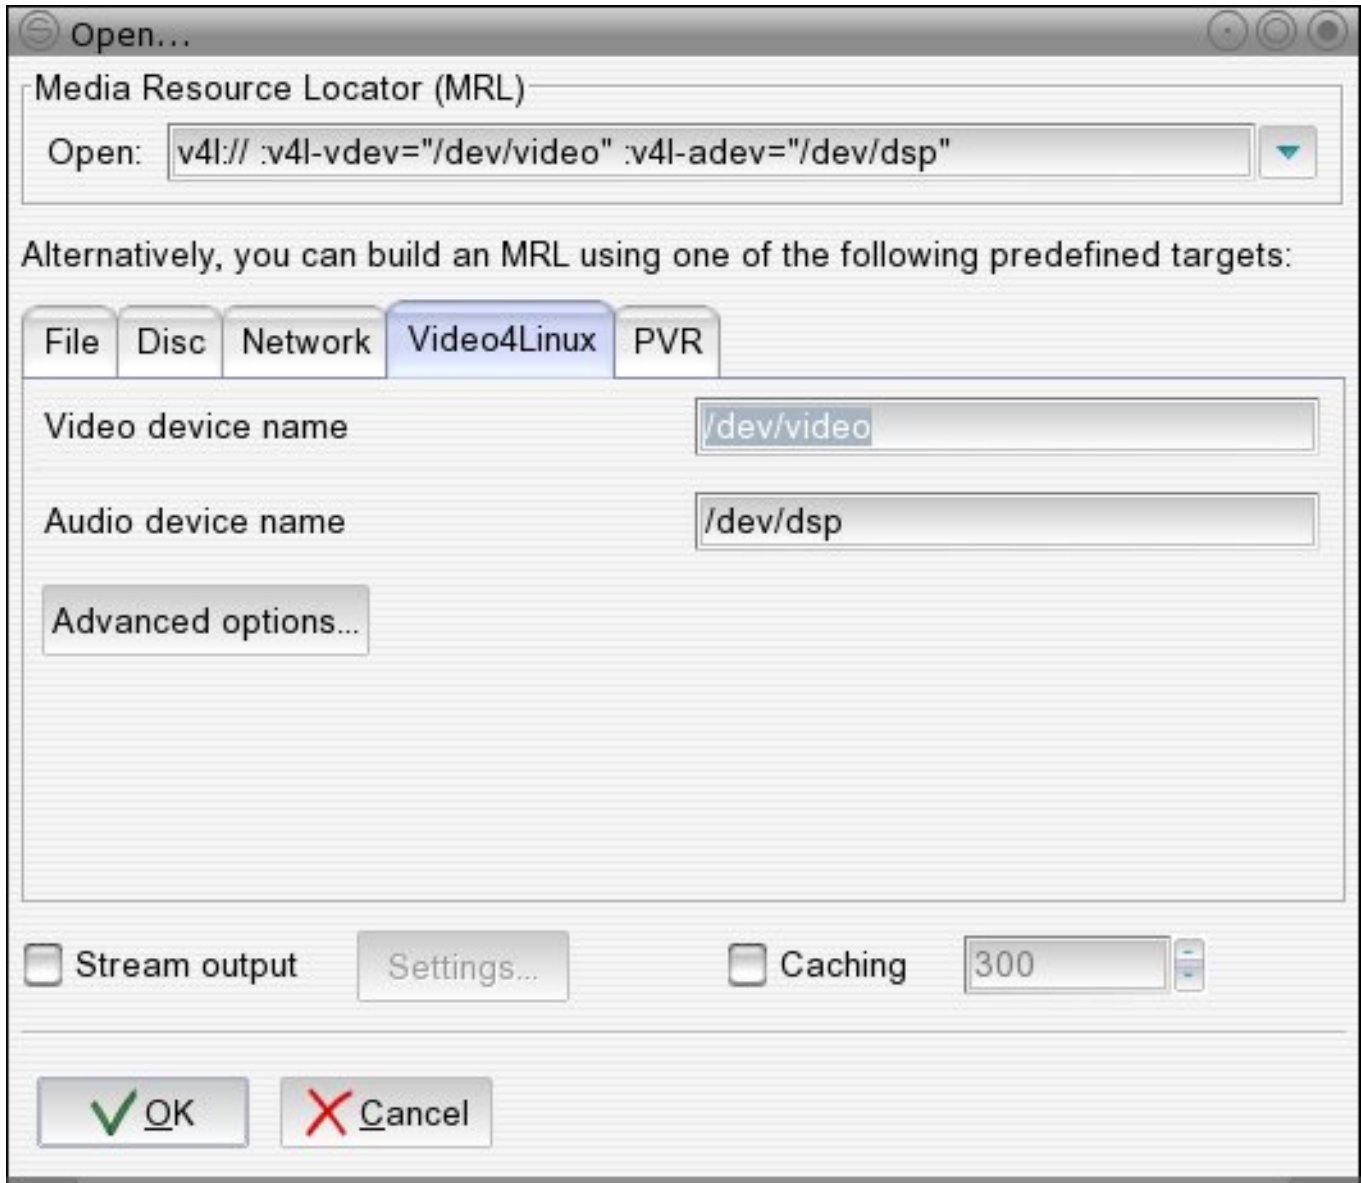 Open...
Media Resource Locator (MRL)
Open: v4l:// :v4l-vdev="/dev/video" :v4l-adev="/dev/dsp"
Alternatively, you can build an MRL using one of the following predefined targets:
File Disc Network Video4Linux PVR
Video device name /dev/video
Audio device name /dev/dsp
Advanced options...
Stream output Settings... Caching 300
OK Cancel